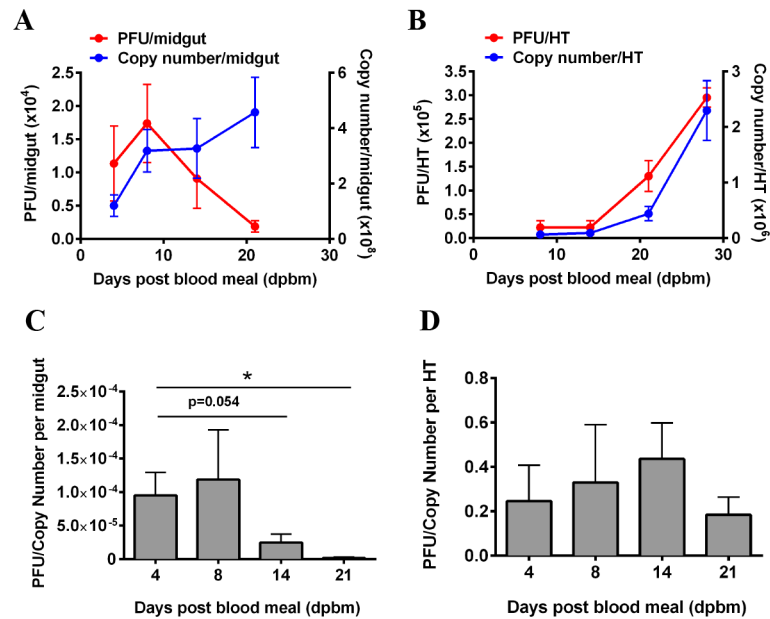 A
PFU/midgut
Copy number/midgut
PFU/midgut (x10⁴)
2.5
2.0
1.5
1.0
0.5
0.0
6
4
2
0
Copy number/midgut (x10⁸)
0 10 20 30
Days post blood meal (dpbm)
B
PFU/HT
Copy number/HT
PFU/HT (x10⁵)
3.5
3.0
2.5
2.0
1.5
1.0
0.5
0.0
3
2
1
0
Copy number/HT (x10⁶)
0 10 20 30
Days post blood meal (dpbm)
C
PFU/Copy Number per midgut
2.5×10⁻⁴
2.0×10⁻⁴
1.5×10⁻⁴
1.0×10⁻⁴
5.0×10⁻⁵
0
*
p=0.054
4 8 14 21
Days post blood meal (dpbm)
D
PFU/Copy Number per HT
0.8
0.6
0.4
0.2
0.0
4 8 14 21
Days post blood meal (dpbm)